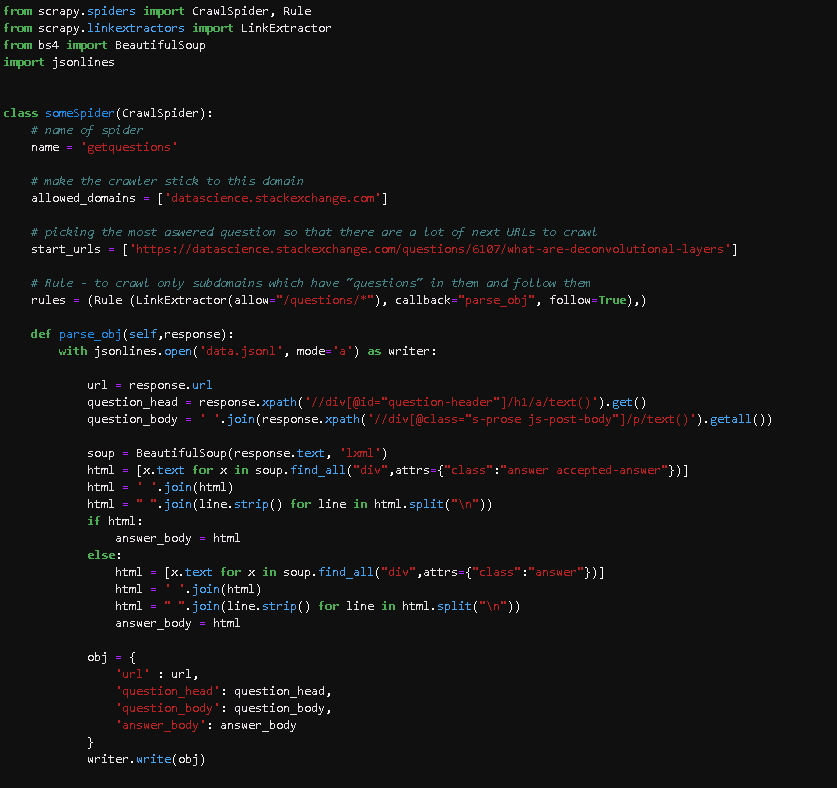 from scrapy.spiders import CrawlSpider, Rule
from scrapy.linkextractors import LinkExtractor
from bs4 import BeautifulSoup
import jsonlines
class someSpider(CrawlSpider):
    # name of spider
    name = 'getquestions'
    # make the crawler stick to this domain
    allowed_domains = ['datascience.stackexchange.com']
    # picking the most aswered question so that there are a lot of next URLs to crawl
    start_urls = ['https://datascience.stackexchange.com/questions/6107/what-are-deconvolutional-layers']
    # Rule - to crawl only subdomains which have "questions" in them and follow them
    rules = (Rule (LinkExtractor(allow="/questions/*"), callback="parse_obj", follow=True),)
    def parse_obj(self,response):
        with jsonlines.open('data.jsonl', mode='a') as writer:
            url = response.url
            question_head = response.xpath('//div[@id="question-header"]/h1/a/text()').get()
            question_body = ' '.join(response.xpath('//div[@class="s-prose js-post-body"]/p/text()').getall())
            soup = BeautifulSoup(response.text, 'lxml')
            html = [x.text for x in soup.find_all("div",attrs={"class":"answer accepted-answer"})]
            html = ' '.join(html)
            html = " ".join(line.strip() for line in html.split("\n"))
            if html:
                answer_body = html
            else:
                html = [x.text for x in soup.find_all("div",attrs={"class":"answer"})]
                html = ' '.join(html)
                html = " ".join(line.strip() for line in html.split("\n"))
                answer_body = html
            obj = {
                'url' : url,
                'question_head': question_head,
                'question_body': question_body,
                'answer_body': answer_body
            }
            writer.write(obj)